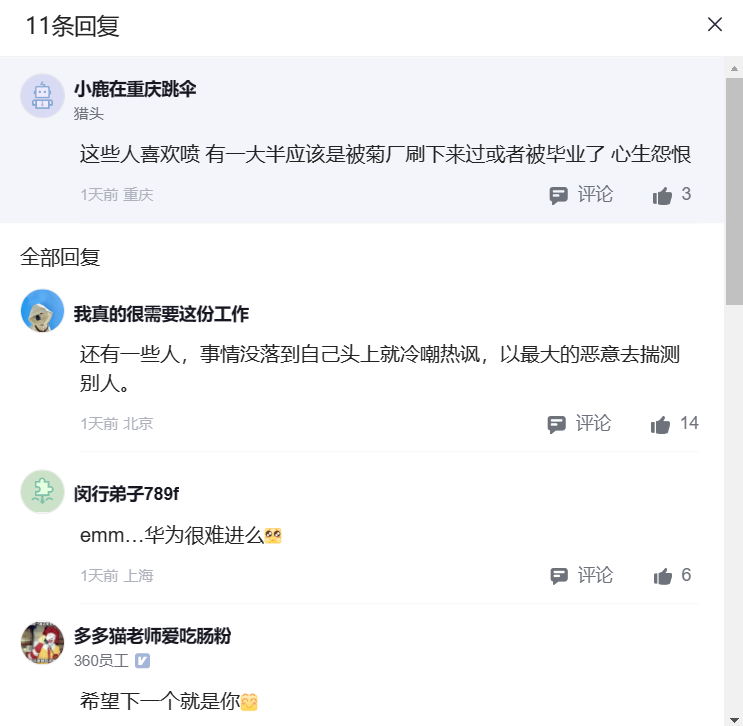 11条回复
小鹿在重庆跳伞
猎头
这些人喜欢喷 有一大半应该是被菊厂刷下来过或者被毕业了 心生怨恨
1天前 重庆
评论
3
全部回复
我真的很需要这份工作
还有一些人，事情没落到自己头上就冷嘲热讽，以最大的恶意去揣测
别人。
1天前 北京
评论
14
闵行弟子789f
emm…华为很难进么🥺
1天前 上海
评论
6
多多猫老师爱吃肠粉
360员工
希望下一个就是你🤗